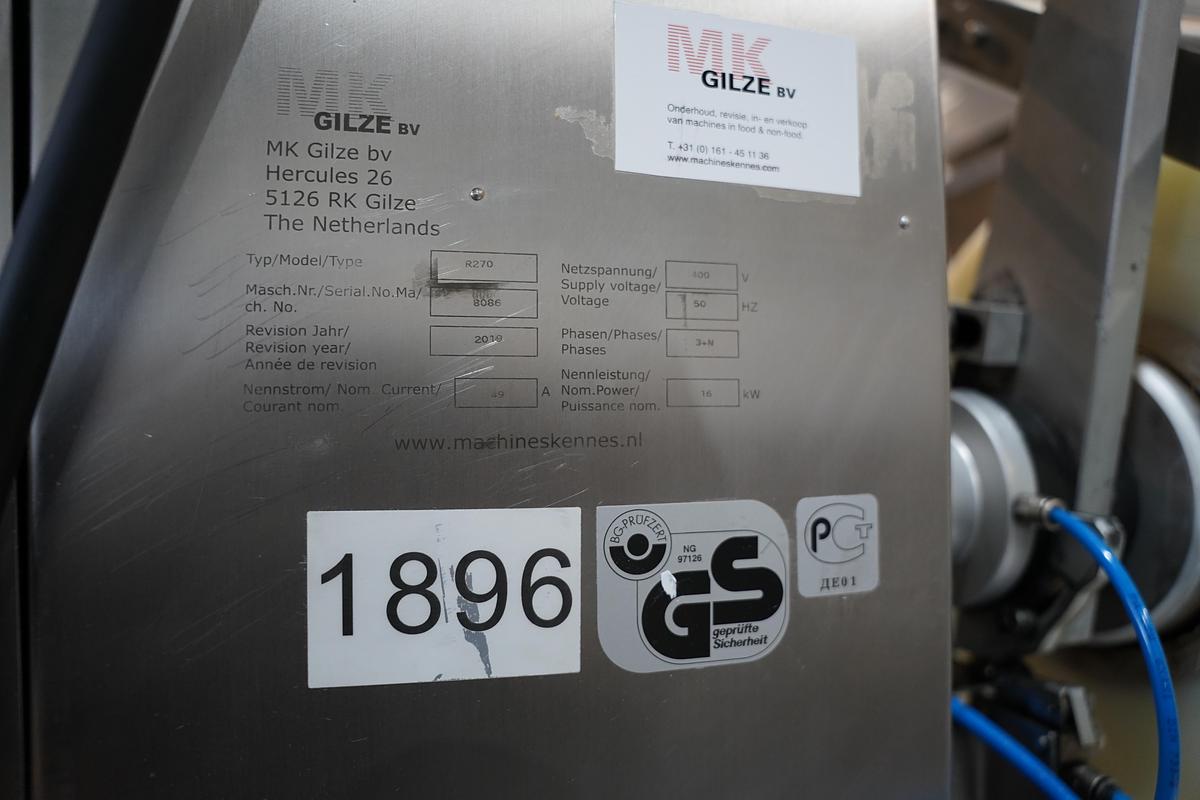 MK
GILZE BV
MK Gilze bv
Hercules 26
5126 RK Gilze
The Netherlands
MK
GILZE BV
Onderhoud, revisie, in- en verkoop
van machines in food & non-food.
T. +31 (0) 161 - 45 11 36
www.machineskennes.com
Typ/Model/Type R270
Masch.Nr./Serial.No.Ma/
ch. No. 8086
Revision Jahr/
Revision year/ 2019
Année de revision
Nennstrom/ Nom. Current/
Courant nom. 49 A
Netzspannung/
Supply voltage/ 400 V
Voltage 50 HZ
Phasen/Phases/
Phases 3+N
Nennleistung/
Nom.Power/ 16 kW
Puissance nom.
www.machineskennes.nl
1896
BG-PRÜFZERT
NG
97126
GS
geprüfte
Sicherheit
PCT
ДЕ01